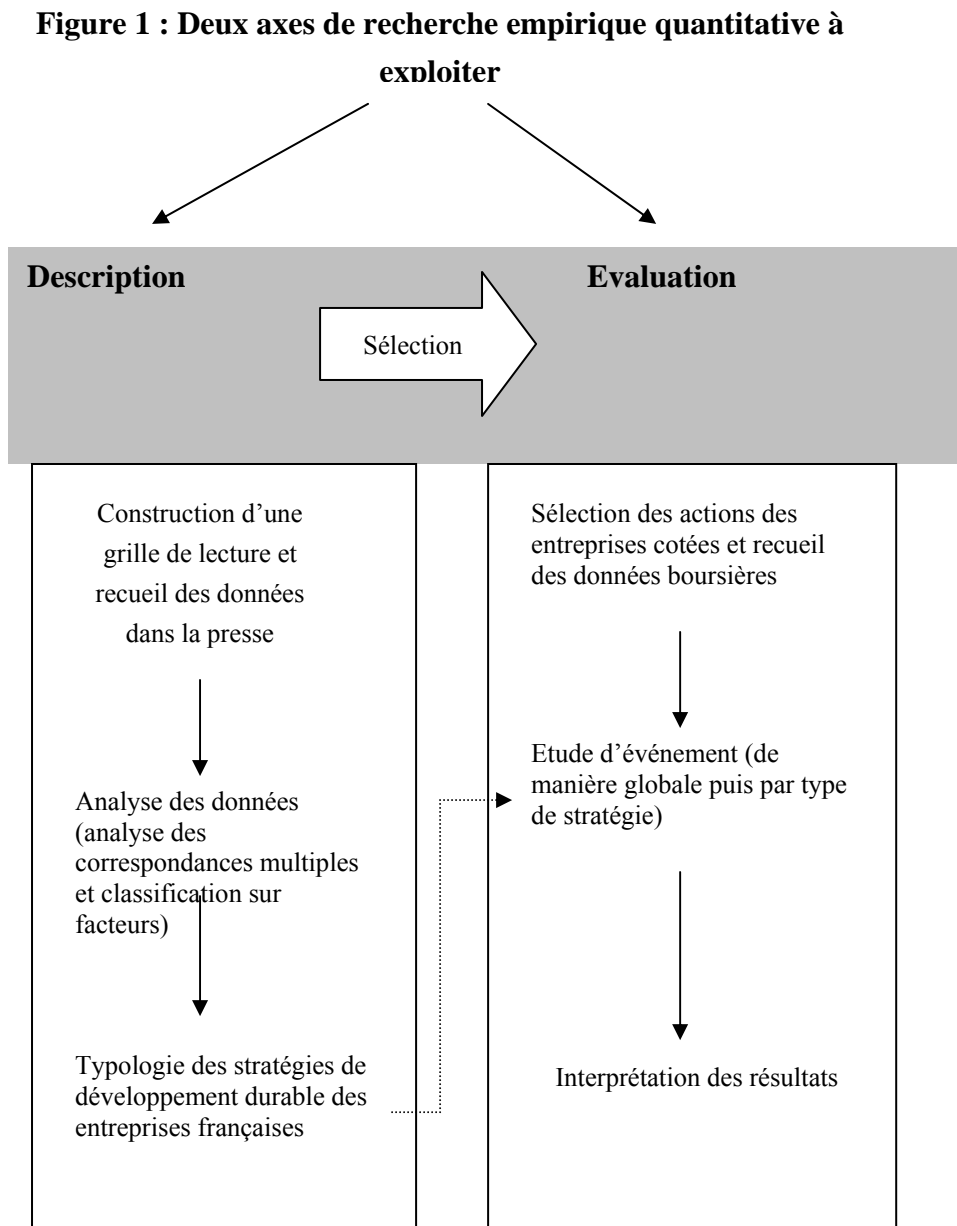 Figure 1 : Deux axes de recherche empirique quantitative à
exploiter
Description
Evaluation
Sélection
Construction d’une
grille de lecture et
recueil des données
dans la presse
Analyse des données
(analyse des
correspondances multiples
et classification sur
facteurs)
Typologie des stratégies de
développement durable des
entreprises françaises
Sélection des actions des
entreprises cotées et recueil
des données boursières
Etude d’événement (de
manière globale puis par type
de stratégie)
Interprétation des résultats